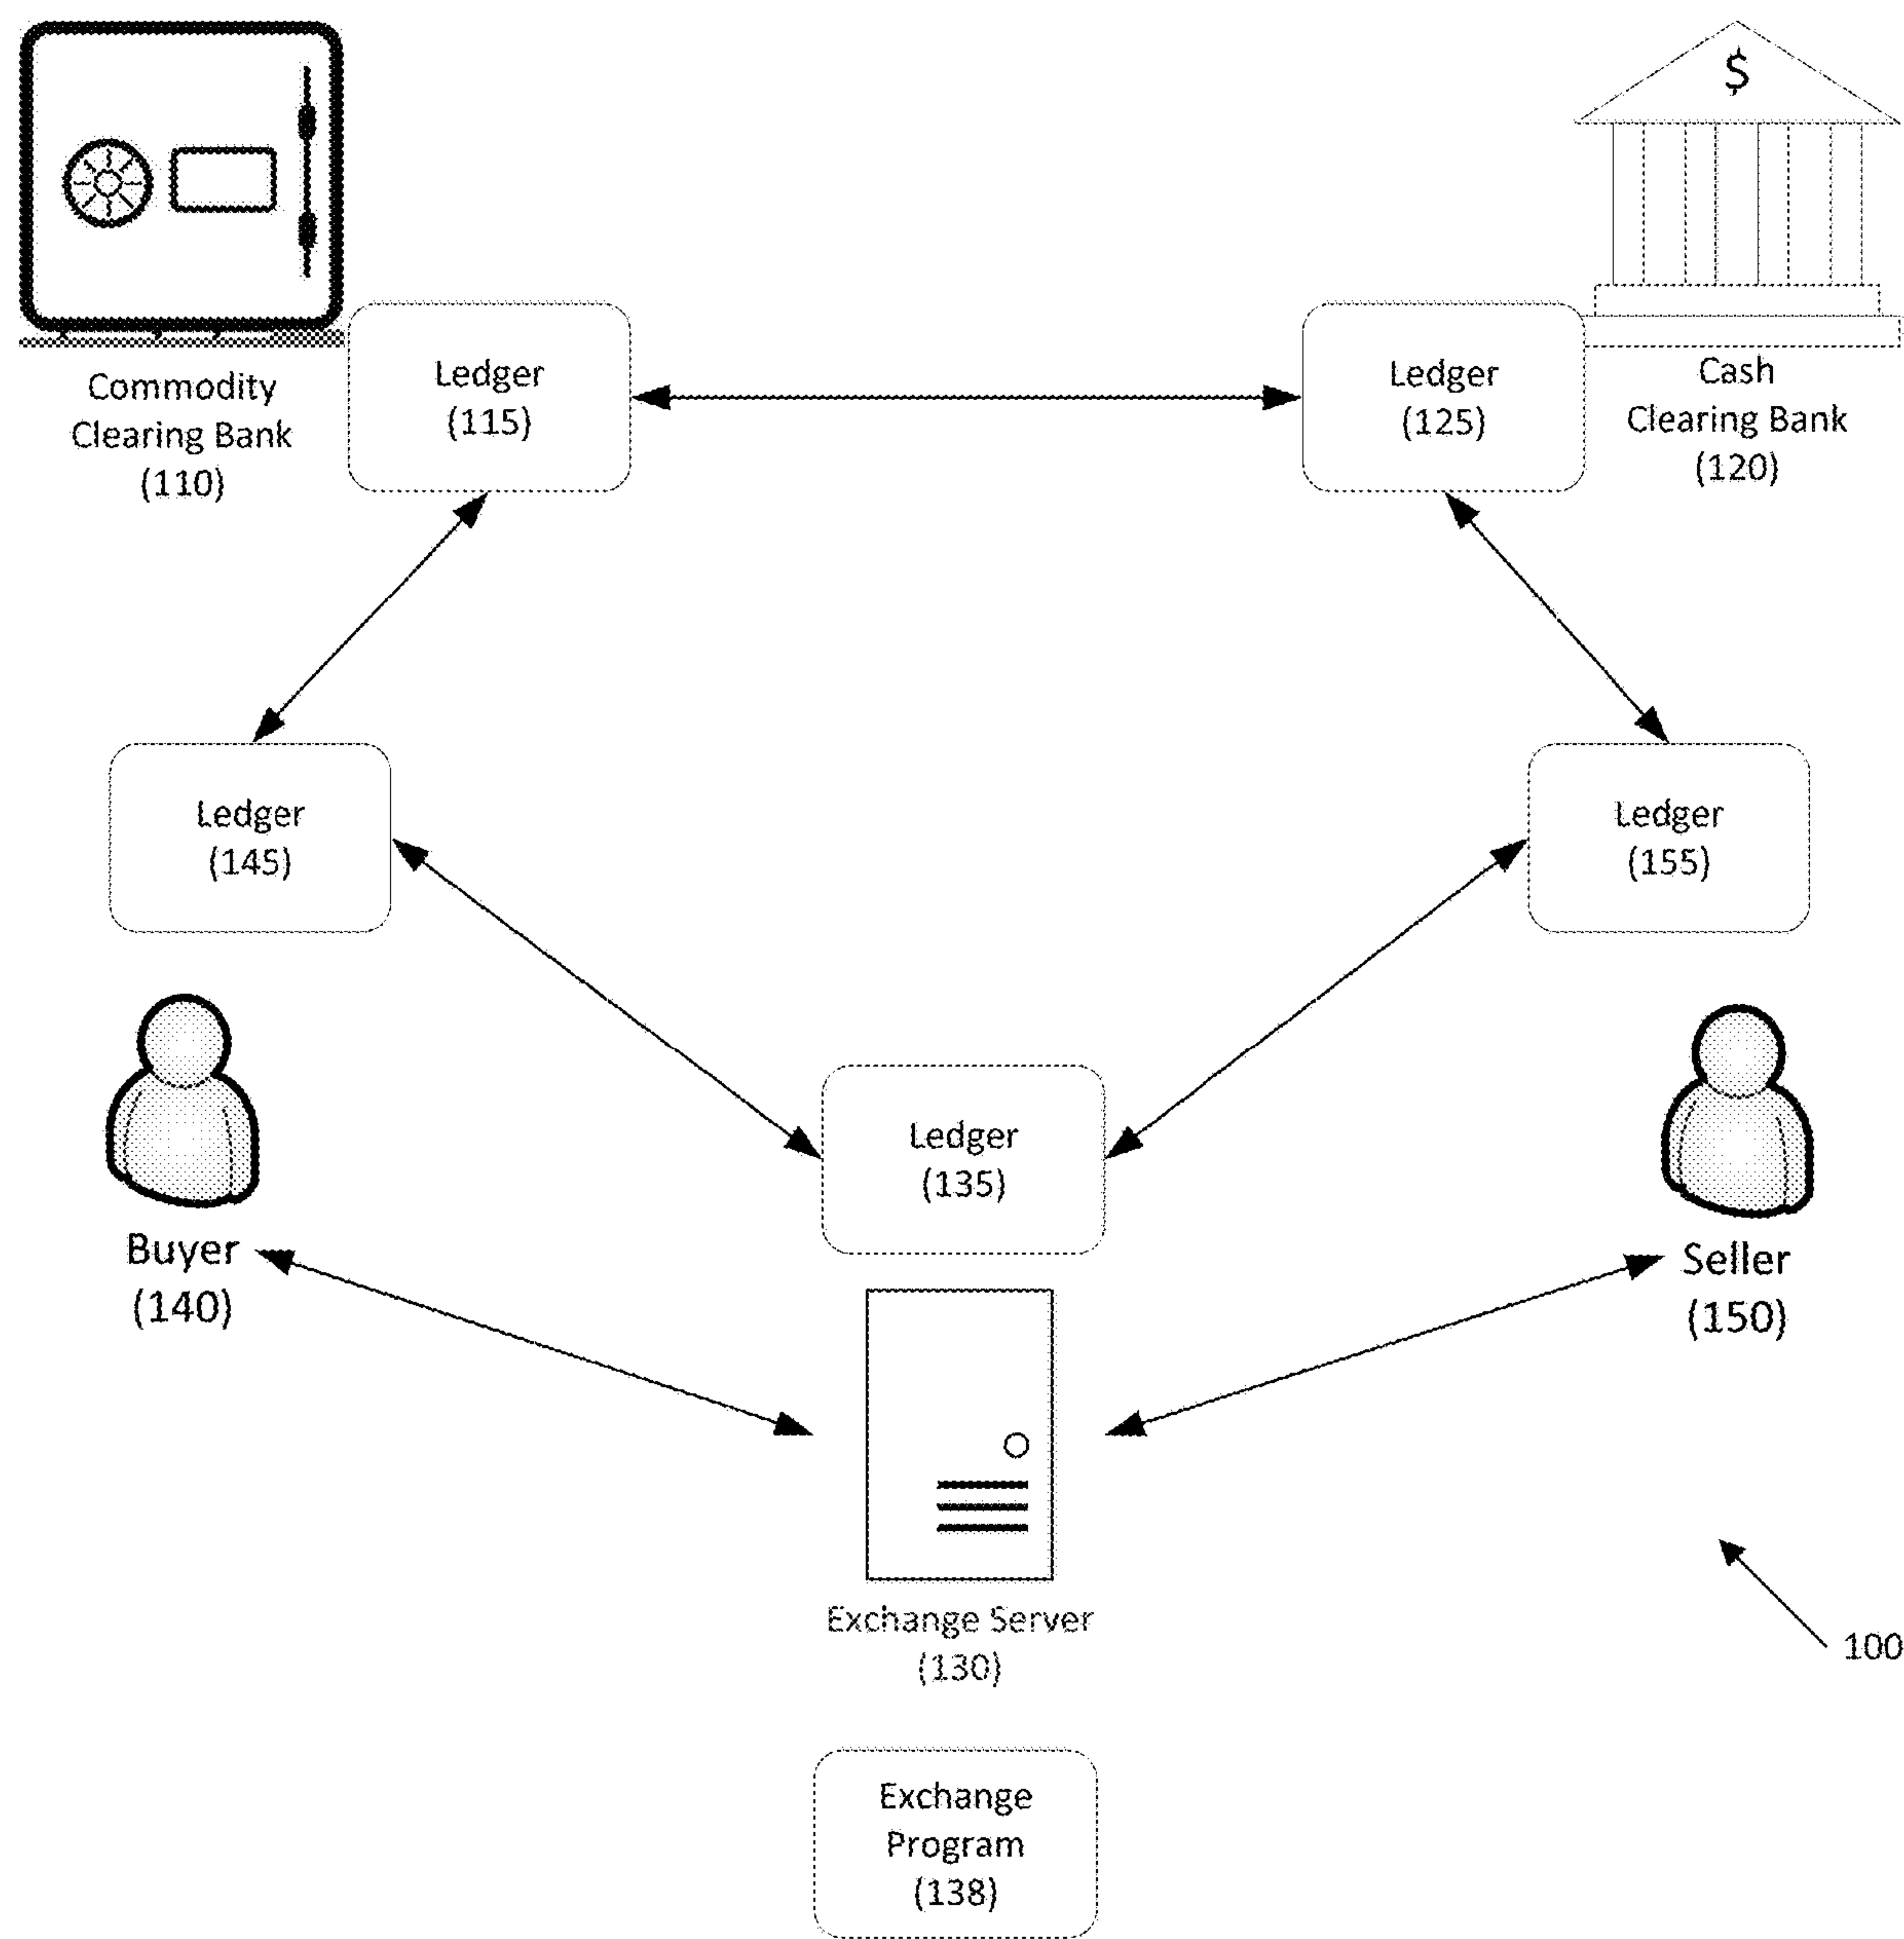 $
Commodity
Clearing Bank
(110)
Ledger
(115)
Ledger
(125)
Cash
Clearing Bank
(120)
Ledger
(145)
Ledger
(155)
Ledger
(135)
Buyer
(140)
Seller
(150)
Exchange Server
(130)
100
Exchange
Program
(138)